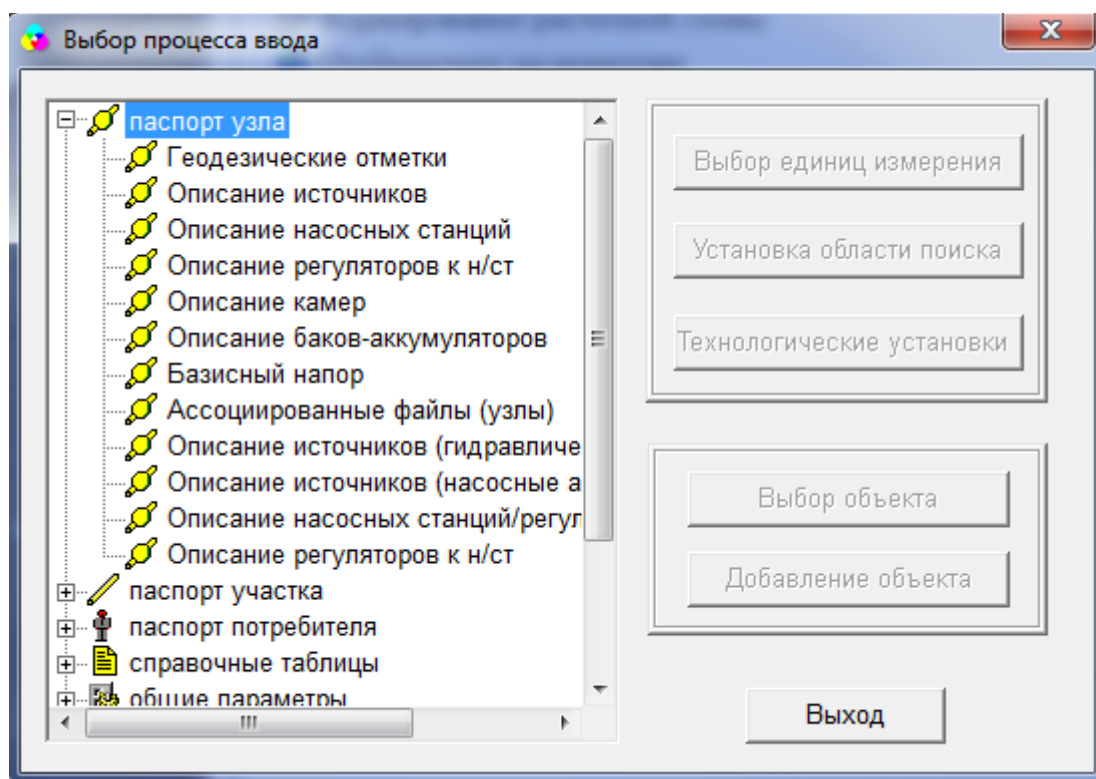 Выбор процесса ввода
паспорт узла
Геодезические отметки
Описание источников
Описание насосных станций
Описание регуляторов к н/ст
Описание камер
Описание баков-аккумуляторов
Базисный напор
Ассоциированные файлы (узлы)
Описание источников (гидравличе
Описание источников (насосные а
Описание насосных станций/регул
Описание регуляторов к н/ст
паспорт участка
паспорт потребителя
справочные таблицы
общие параметры
Выбор единиц измерения
Установка области поиска
Технологические установки
Выбор объекта
Добавление объекта
Выход